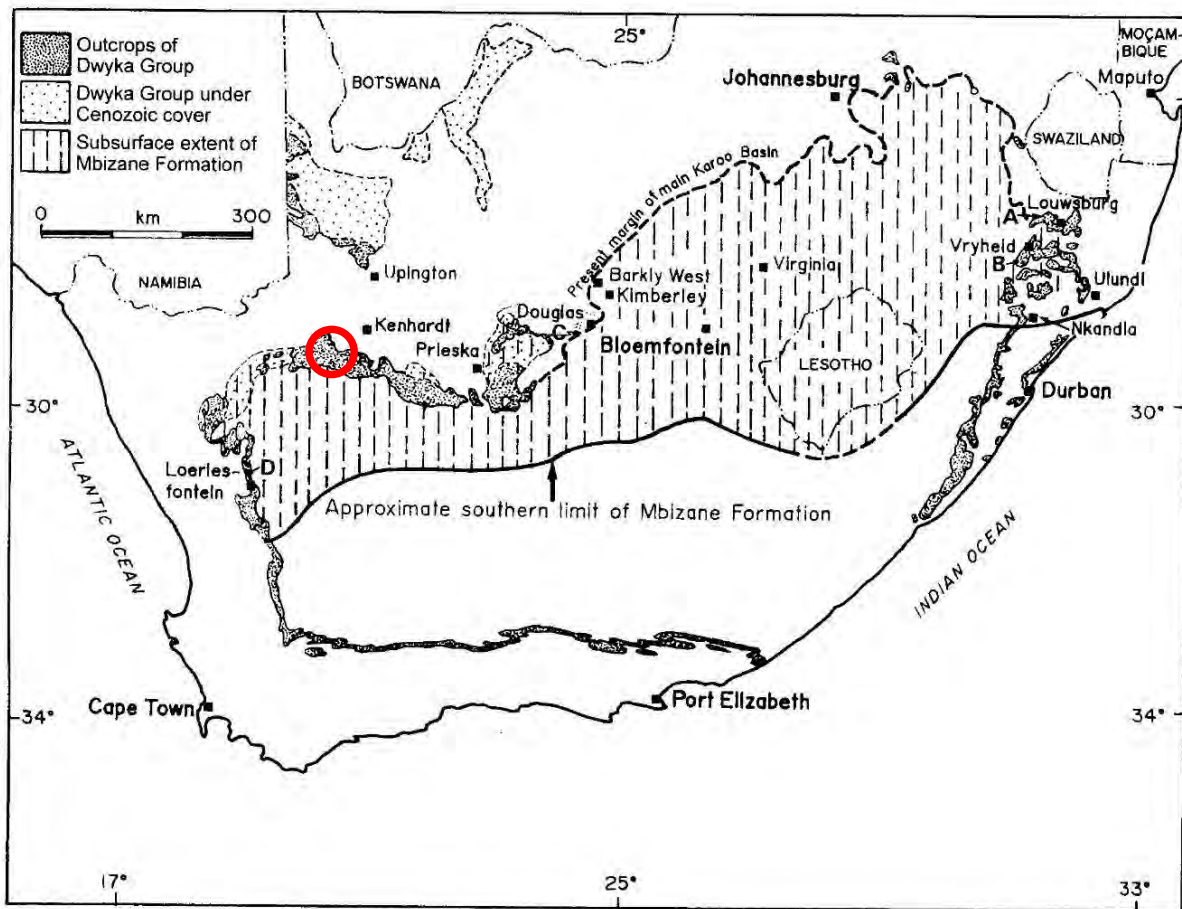 Outcrops of
Dwyka Group
Dwyka Group under
Cenozoic cover
Subsurface extent of
Mbizane Formation
0 km 300
25°
BOTSWANA
NAMIBIA
Johannesburg
MOÇAM-
BIQUE
Maputo
SWAZILAND
Present margin of main Karoo Basin
A
Louwsburg
Vryheid
B
Ulundi
Nkandla
Upington
Barkly West
Kimberley
Virginia
Douglas
C
Kenhardt
Prieska
Bloemfontein
LESOTHO
Durban
30°
30°
Loeries-
fontein
D
Approximate southern limit of Mbizane Formation
ATLANTIC OCEAN
INDIAN OCEAN
Cape Town
Port Elizabeth
34°
34°
17°
25°
33°